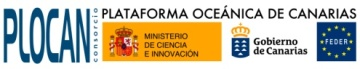 PLOCAN
consorcio
PLATAFORMA OCEÁNICA DE CANARIAS
MINISTERIO
DE CIENCIA
E INNOVACIÓN
Gobierno
de Canarias
FEDER